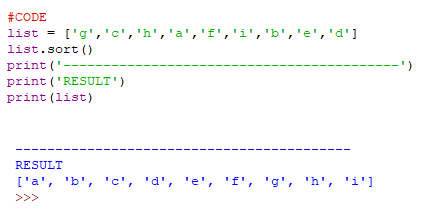 #CODE
list = ['g','c','h','a','f','i','b','e','d']
list.sort()
print('------------------------------------------')
print('RESULT')
print(list)
------------------------------------------
RESULT
['a', 'b', 'c', 'd', 'e', 'f', 'g', 'h', 'i']
>>>